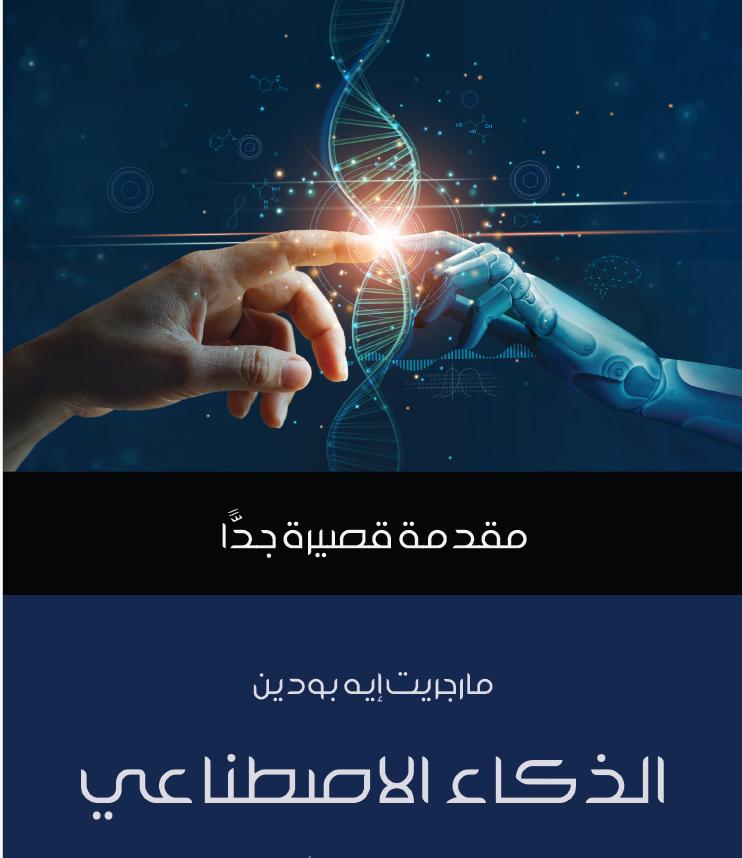 مقدمة قصيرة جدًّا
مارجريت إيه بودين
الذكاء الاصطناعي